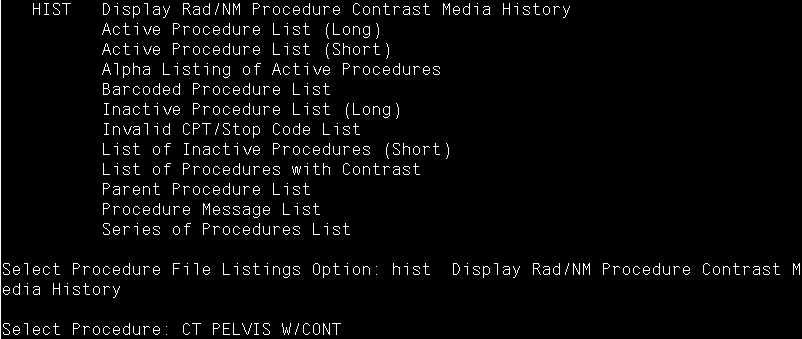 HIST Display Rad/NM Procedure Contrast Media History
Active Procedure List (Long)
Active Procedure List (Short)
Alpha Listing of Active Procedures
Barcoded Procedure List
Inactive Procedure List (Long)
Invalid CPT/Stop Code List
List of Inactive Procedures (Short)
List of Procedures with Contrast
Parent Procedure List
Procedure Message List
Series of Procedures List
Select Procedure File Listings Option: hist Display Rad/NM Procedure Contrast M
edia History
Select Procedure: CT PELVIS W/CONT